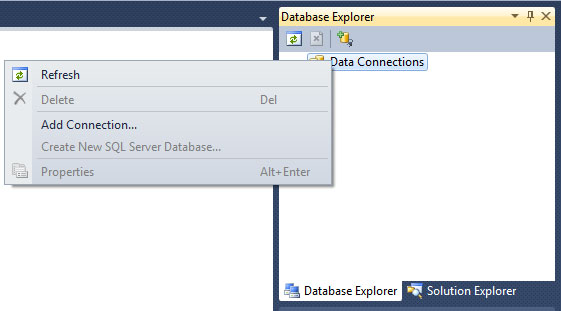 Database Explorer
Data Connections
Refresh
Delete Del
Add Connection...
Create New SQL Server Database...
Properties Alt+Enter
Database Explorer Solution Explorer